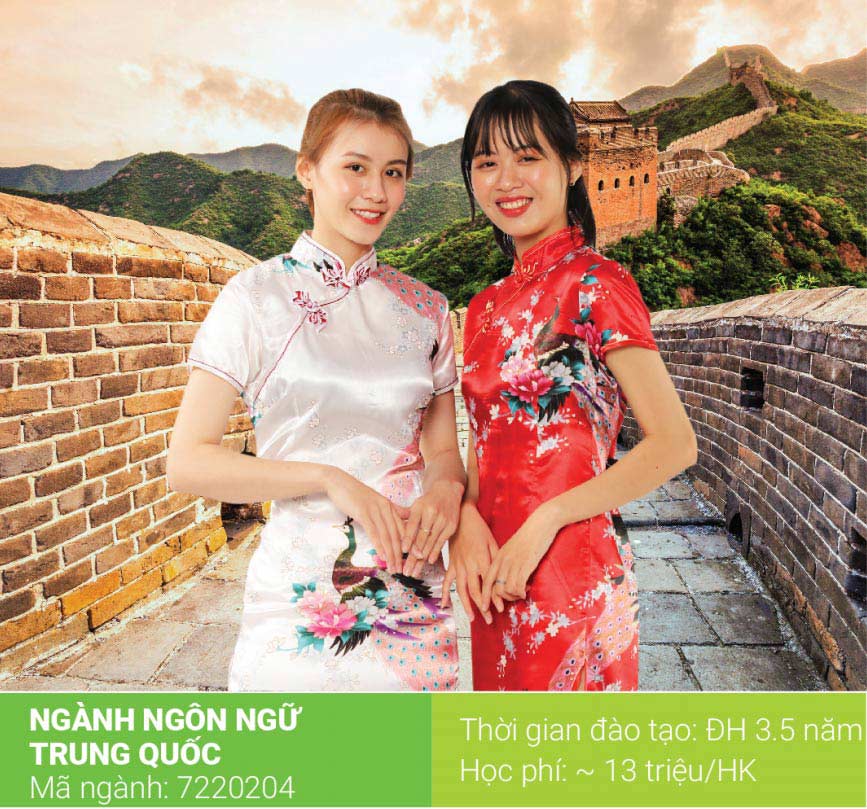 NGÀNH NGÔN NGỮ
TRUNG QUỐC
Mã ngành: 7220204
Thời gian đào tạo: ĐH 3.5 năm
Học phí: ~ 13 triệu/HK